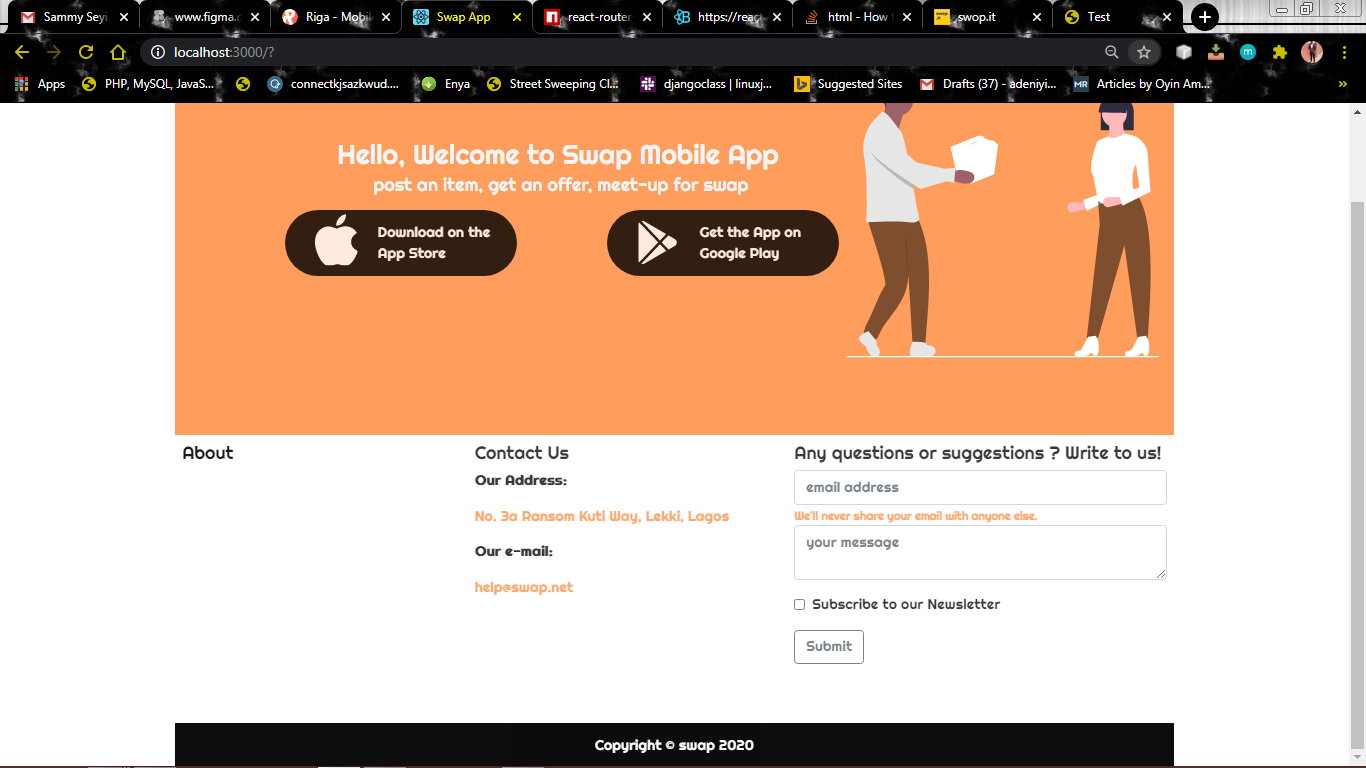 Sammy Seyi
www.figma.c
Riga - Mobil
Swap App
react-router
https://reac
html - How t
swop.it
Test
localhost:3000/?
Apps
PHP, MySQL, JavaS...
connectkjsazkwud....
Enya
Street Sweeping Cl...
djangoclass | linuxj...
Suggested Sites
Drafts (37) - adeniyi...
MR
Articles by Oyin Am...
»
Hello, Welcome to Swap Mobile App
post an item, get an offer, meet-up for swap
Download on the
App Store
Get the App on
Google Play
About
Contact Us
Our Address:
No. 3a Ransom Kuti Way, Lekki, Lagos
Our e-mail:
help@swap.net
Any questions or suggestions ? Write to us!
email address
We'll never share your email with anyone else.
your message
Subscribe to our Newsletter
Submit
Copyright © swap 2020